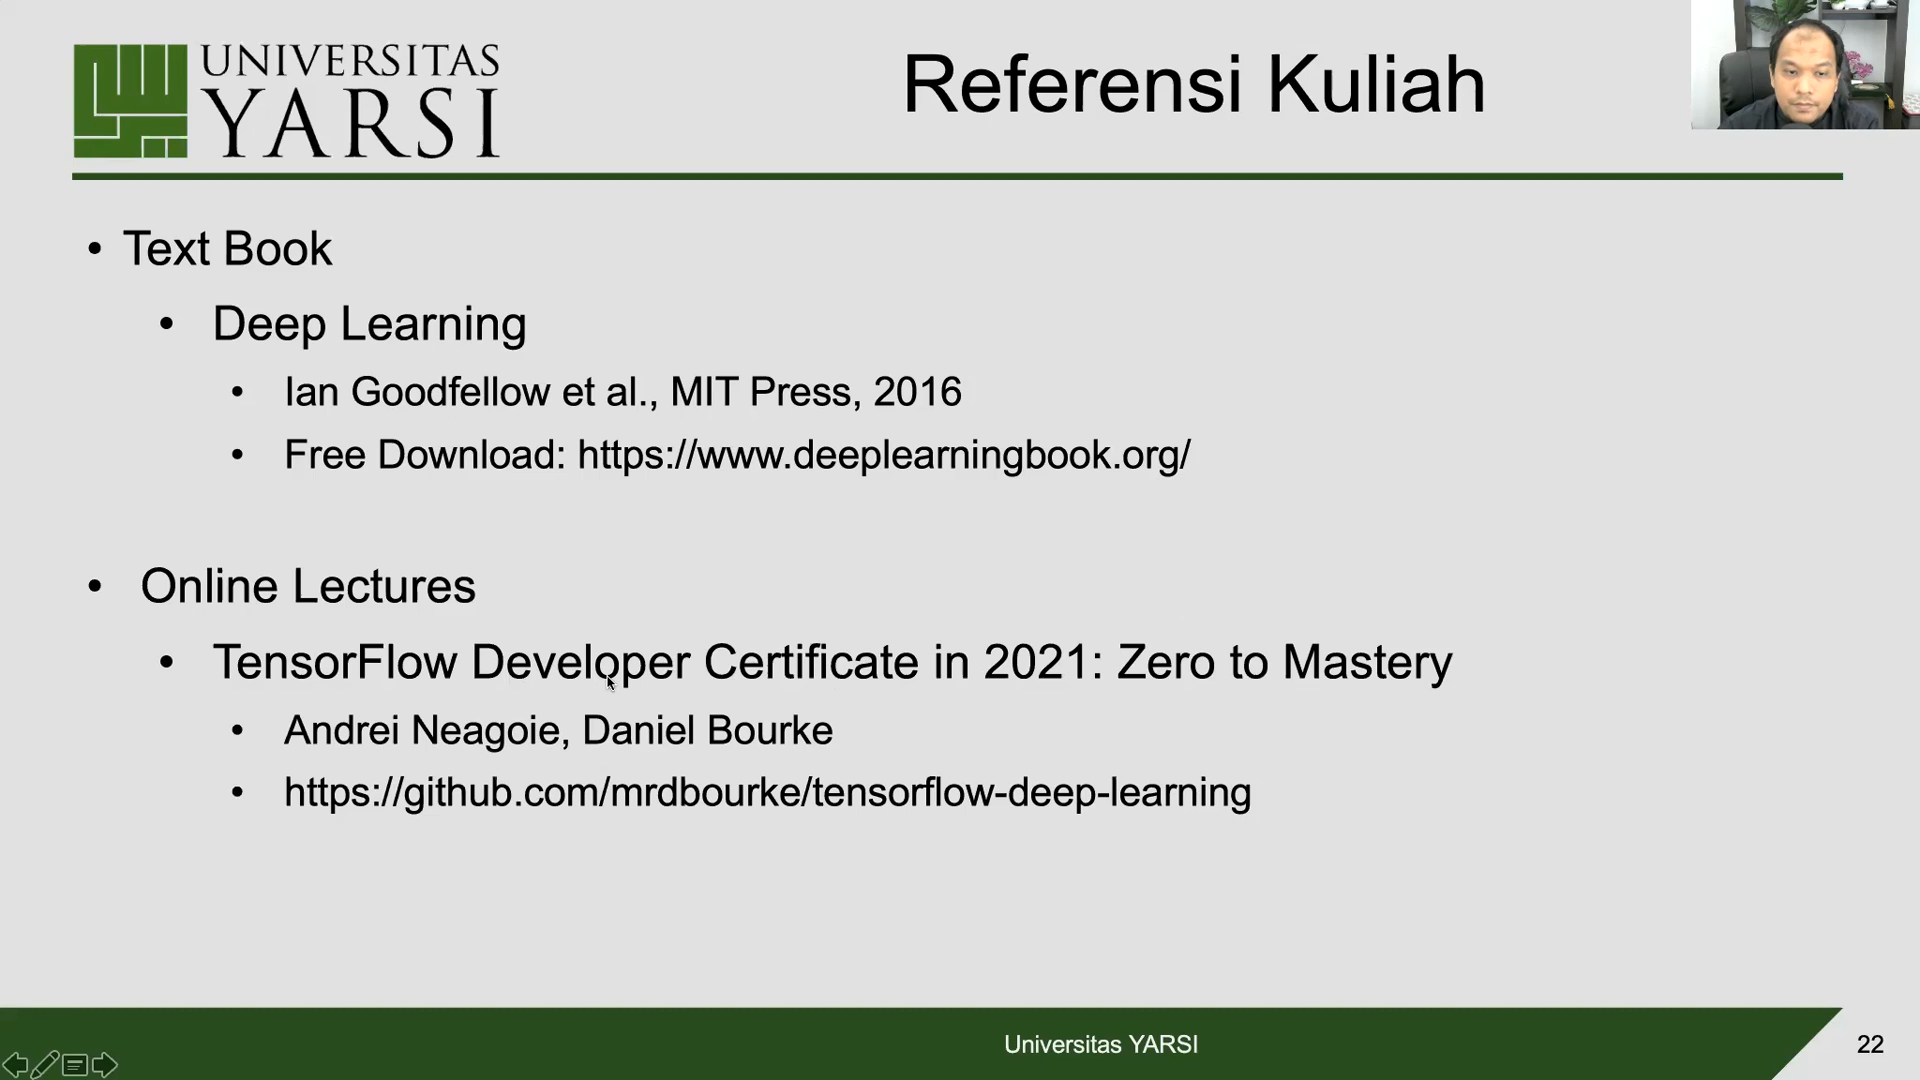 UNIVERSITAS
YARSI
Referensi Kuliah
• Text Book
• Deep Learning
• Ian Goodfellow et al., MIT Press, 2016
• Free Download: https://www.deeplearningbook.org/
• Online Lectures
• TensorFlow Developer Certificate in 2021: Zero to Mastery
• Andrei Neagoie, Daniel Bourke
• https://github.com/mrdbourke/tensorflow-deep-learning
Universitas YARSI
22